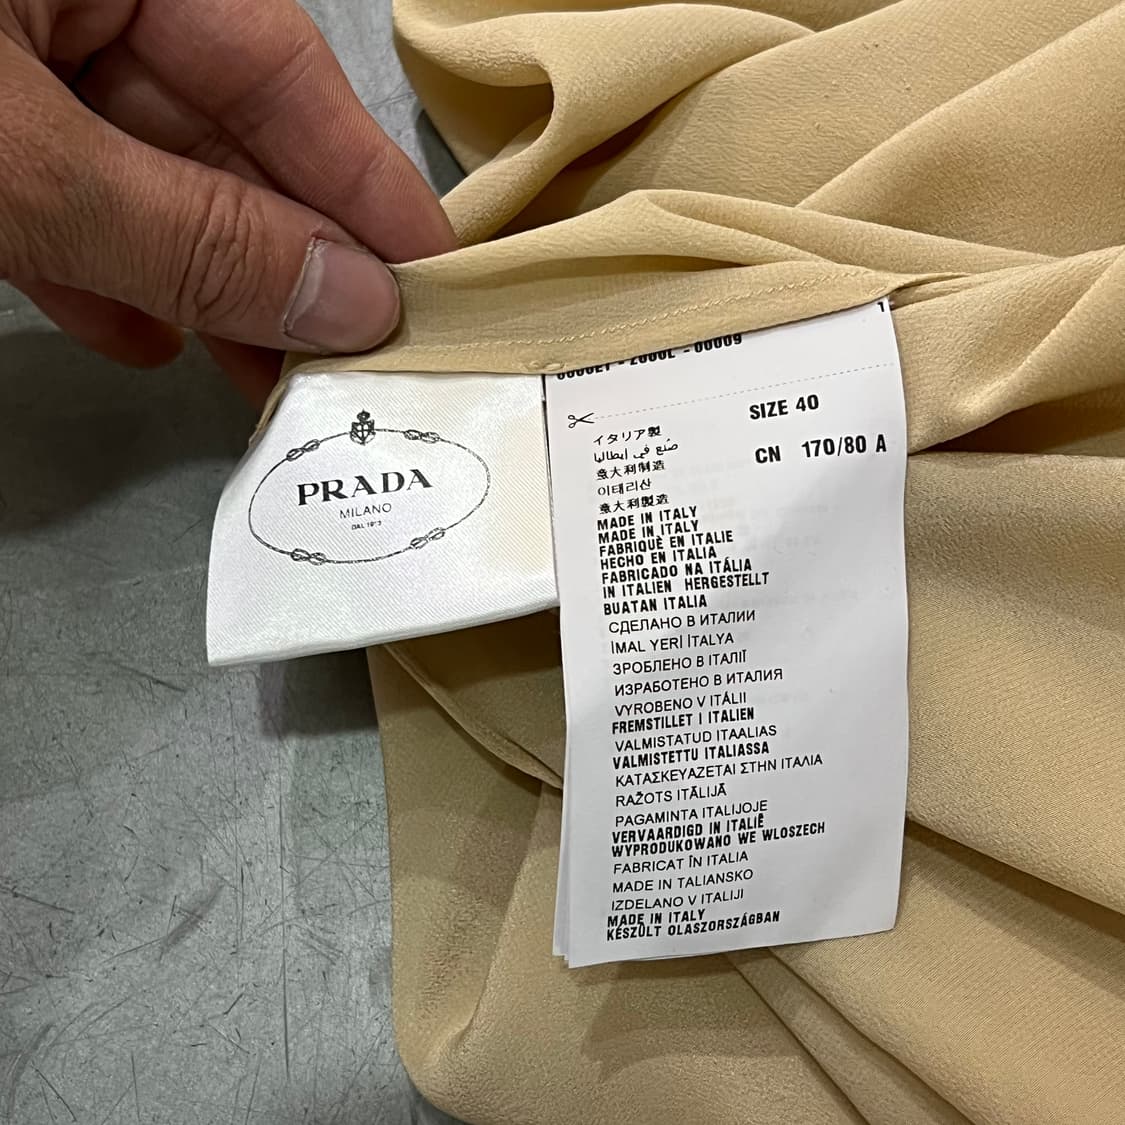 PRADA
MILANO
DAL 1913
1
- 2000L - 00009
SIZE 40
CN 170/80 A
イタリア製
صنع في ايطاليا
意大利制造
이태리산
意大利製造
MADE IN ITALY
MADE IN ITALY
FABRIQUÈ EN ITALIE
HECHO EN ITALIA
FABRICADO NA ITÁLIA
IN ITALIEN HERGESTELLT
BUATAN ITALIA
СДЕЛАНО В ИТАЛИИ
İMAL YERİ İTALYA
ЗРОБЛЕНО В ІТАЛІЇ
ИЗРАБОТЕНО В ИТАЛИЯ
VYROBENO V ITÁLII
FREMSTILLET I ITALIEN
VALMISTATUD ITAALIAS
VALMISTETTU ITALIASSA
ΚΑΤΑΣΚΕΥΑΖΕΤΑΙ ΣΤΗΝ ΙΤΑΛΙΑ
RAŽOTS ITĀLIJĀ
PAGAMINTA ITALIJOJE
VERVAARDIGD IN ITALIË
WYPRODUKOWANO WE WLOSZECH
FABRICAT ÎN ITALIA
MADE IN TALIANSKO
IZDELANO V ITALIJI
MADE IN ITALY
KÉSZÜLT OLASZORSZÁGBAN